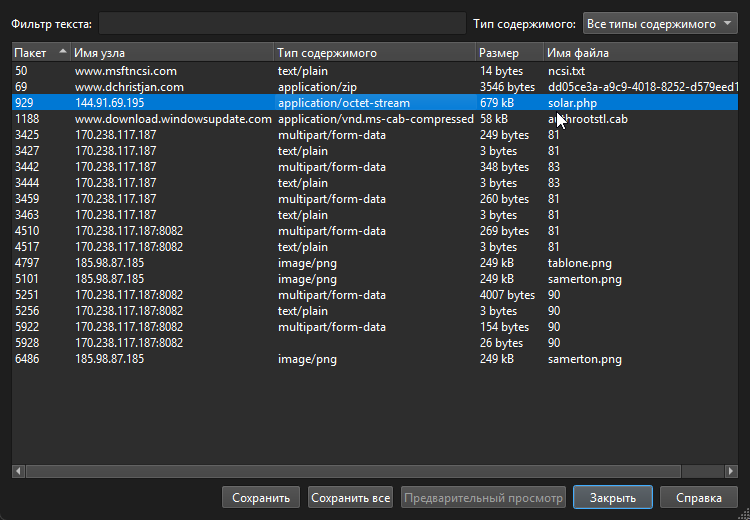 Фильтр текста: Тип содержимого: Все типы содержимого
Пакет Имя узла Тип содержимого Размер Имя файла
50 www.msftncsi.com text/plain 14 bytes ncsi.txt
69 www.dchristjan.com application/zip 3546 bytes dd05ce3a-a9c9-4018-8252-d579eed1
929 144.91.69.195 application/octet-stream 679 kB solar.php
1188 www.download.windowsupdate.com application/vnd.ms-cab-compressed 58 kB authrootstl.cab
3425 170.238.117.187 multipart/form-data 249 bytes 81
3427 170.238.117.187 text/plain 3 bytes 81
3442 170.238.117.187 multipart/form-data 348 bytes 83
3444 170.238.117.187 text/plain 3 bytes 83
3459 170.238.117.187 multipart/form-data 260 bytes 81
3463 170.238.117.187 text/plain 3 bytes 81
4510 170.238.117.187:8082 multipart/form-data 269 bytes 81
4517 170.238.117.187:8082 text/plain 3 bytes 81
4797 185.98.87.185 image/png 249 kB tablone.png
5101 185.98.87.185 image/png 249 kB samerton.png
5251 170.238.117.187:8082 multipart/form-data 4007 bytes 90
5256 170.238.117.187:8082 text/plain 3 bytes 90
5922 170.238.117.187:8082 multipart/form-data 154 bytes 90
5928 170.238.117.187:8082 26 bytes 90
6486 185.98.87.185 image/png 249 kB samerton.png
Сохранить Сохранить все Предварительный просмотр Закрыть Справка